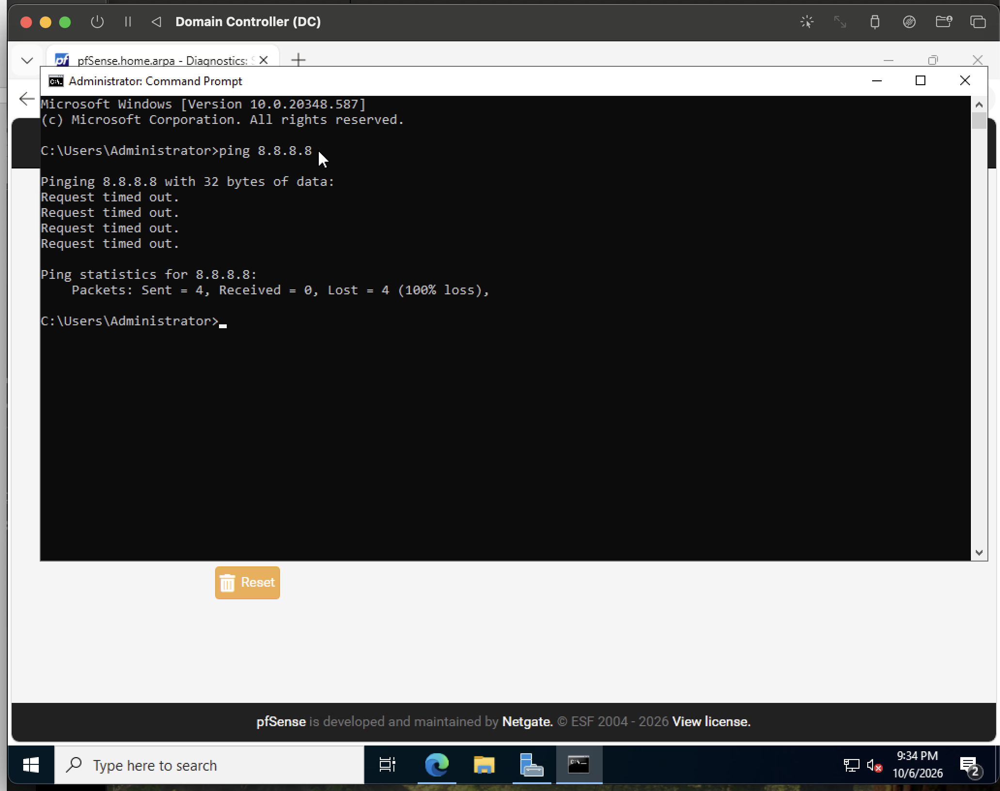 Domain Controller (DC)
pfSense.home.arpa - Diagnostics:
Administrator: Command Prompt
Microsoft Windows [Version 10.0.20348.587]
(c) Microsoft Corporation. All rights reserved.
C:\Users\Administrator>ping 8.8.8.8
Pinging 8.8.8.8 with 32 bytes of data:
Request timed out.
Request timed out.
Request timed out.
Request timed out.
Ping statistics for 8.8.8.8:
Packets: Sent = 4, Received = 0, Lost = 4 (100% loss),
C:\Users\Administrator>
Reset
pfSense is developed and maintained by Netgate. © ESF 2004 - 2026 View license.
Type here to search
9:34 PM
10/6/2026
2